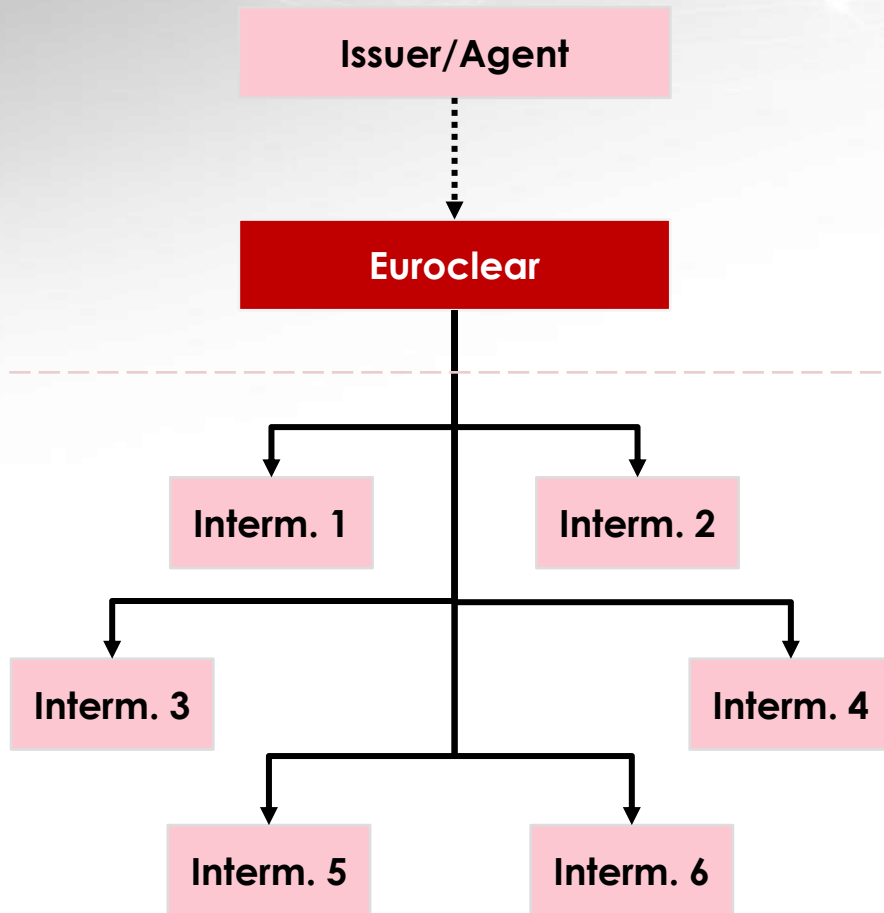 Issuer/Agent
Euroclear
Interm. 1
Interm. 2
Interm. 3
Interm. 4
Interm. 5
Interm. 6